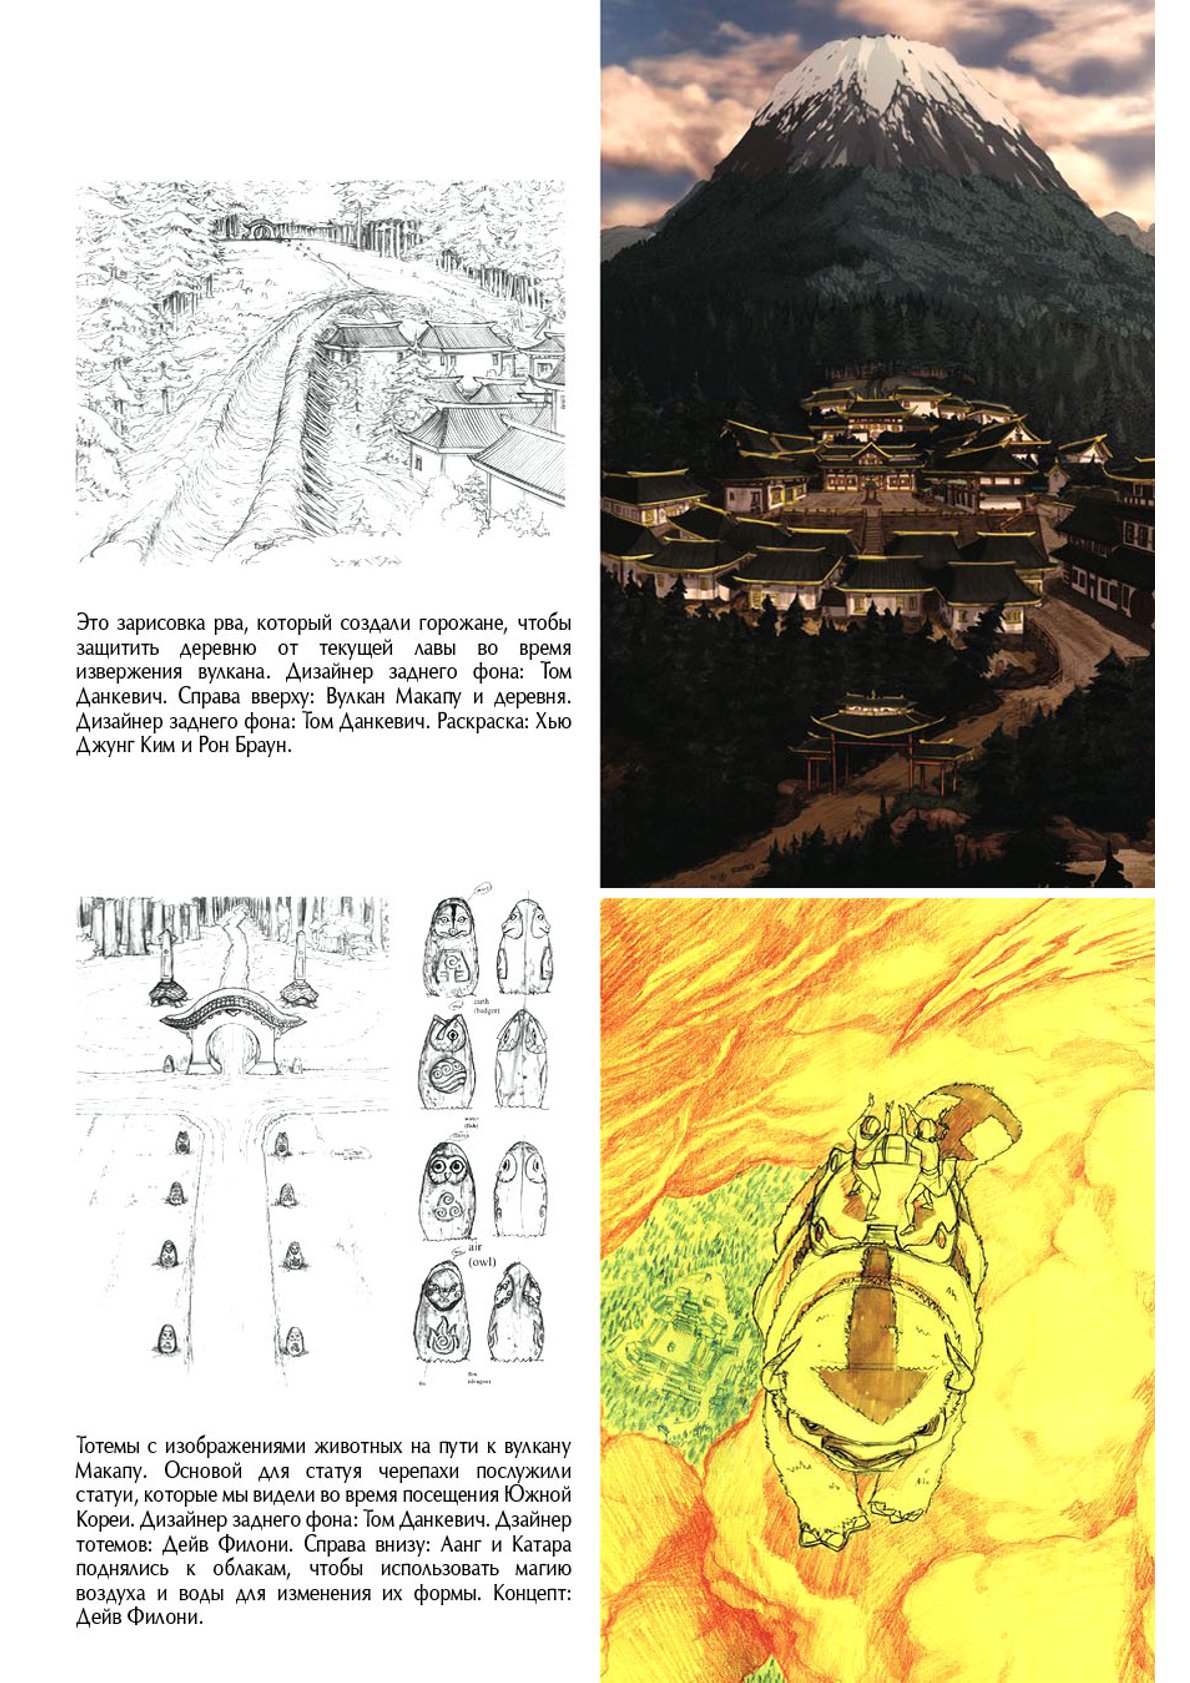 Это зарисовка рва, который создали горожане, чтобы
защитить деревню от текущей лавы во время
извержения вулкана. Дизайнер заднего фона: Том
Данкевич. Справа вверху: Вулкан Макапу и деревня.
Дизайнер заднего фона: Том Данкевич. Раскраска: Хью
Джунг Ким и Рон Браун.
earth
(badger)
water
(fish)
air
(owl)
fire
(dragon)
Тотемы с изображениями животных на пути к вулкану
Макапу. Основой для статуя черепахи послужили
статуи, которые мы видели во время посещения Южной
Кореи. Дизайнер заднего фона: Том Данкевич. Дзайнер
тотемов: Дейв Филони. Справа внизу: Аанг и Катара
поднялись к облакам, чтобы использовать магию
воздуха и воды для изменения их формы. Концепт:
Дейв Филони.